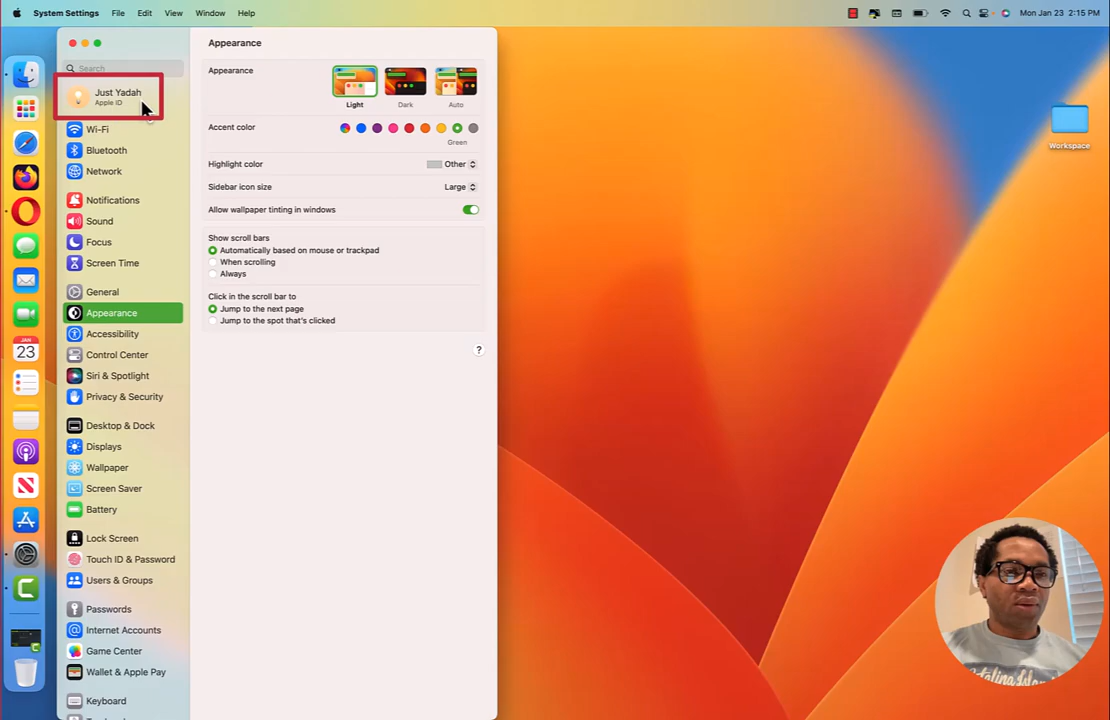 System Settings File Edit View Window Help
Mon Jan 23 2:15 PM
Search
Just Yadah
Apple ID
Wi-Fi
Bluetooth
Network
Notifications
Sound
Focus
Screen Time
General
Appearance
Accessibility
Control Center
Siri & Spotlight
Privacy & Security
Desktop & Dock
Displays
Wallpaper
Screen Saver
Battery
Lock Screen
Touch ID & Password
Users & Groups
Passwords
Internet Accounts
Game Center
Wallet & Apple Pay
Keyboard
Appearance
Appearance
Light Dark Auto
Accent color
Green
Highlight color Other
Sidebar icon size Large
Allow wallpaper tinting in windows
Show scroll bars
Automatically based on mouse or trackpad
When scrolling
Always
Click in the scroll bar to
Jump to the next page
Jump to the spot that's clicked
?
JAN
23
Workspace